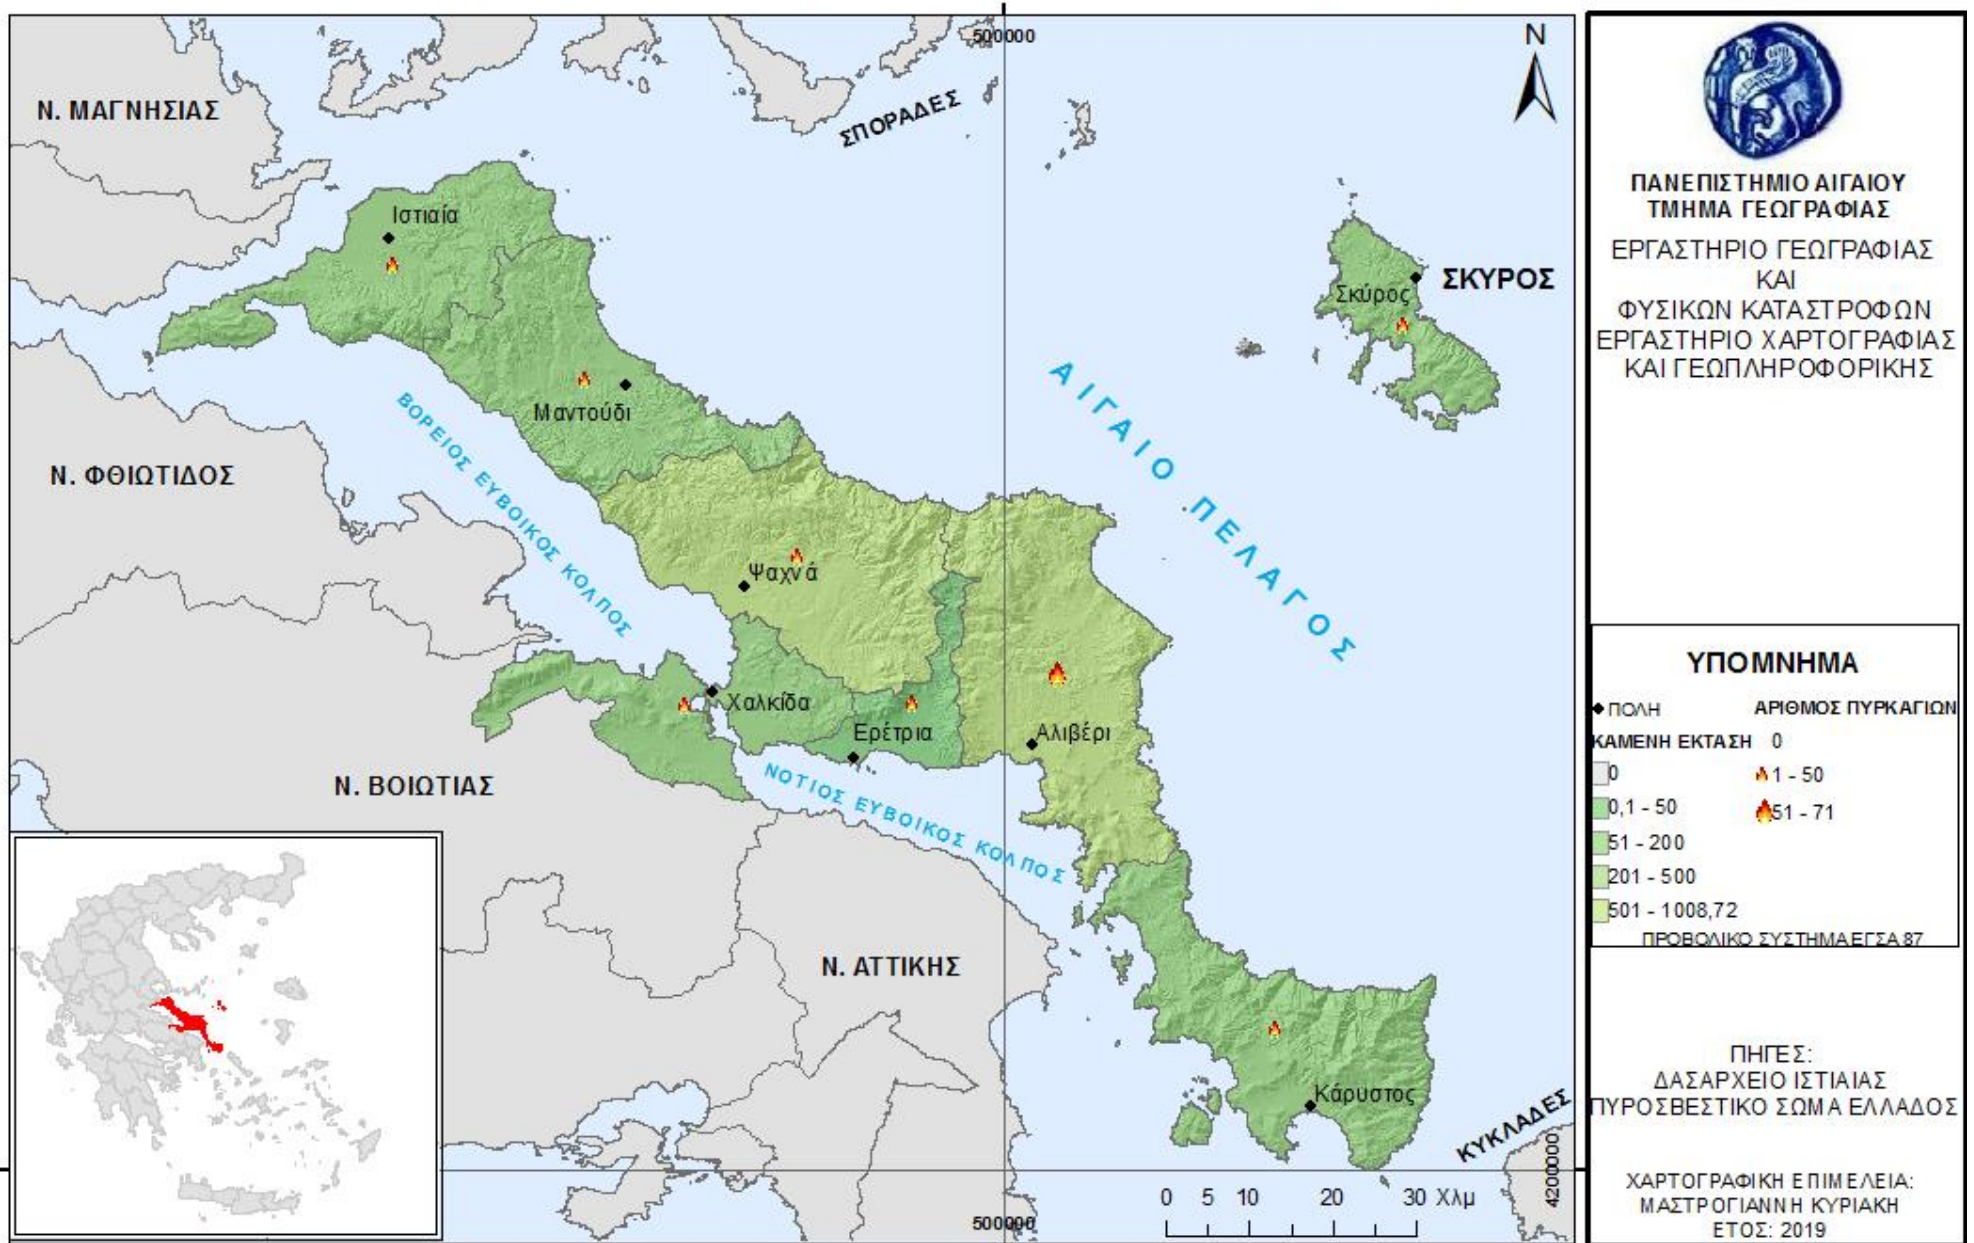 500000
N
Ν. ΜΑΓΝΗΣΙΑΣ
ΣΠΟΡΑΔΕΣ
Ιστιαία
ΣΚΥΡΟΣ
Σκύρος
Μαντούδι
ΑΙΓΑΙΟ ΠΕΛΑΓΟΣ
ΒΟΡΕΙΟΣ ΕΥΒΟΙΚΟΣ ΚΟΛΠΟΣ
Ν. ΦΘΙΩΤΙΔΟΣ
Ψαχνά
Χαλκίδα
Ερέτρια
Αλιβέρι
Ν. ΒΟΙΩΤΙΑΣ
ΝΟΤΙΟΣ ΕΥΒΟΙΚΟΣ ΚΟΛΠΟΣ
Ν. ΑΤΤΙΚΗΣ
Κάρυστος
ΚΥΚΛΑΔΕΣ
4200000
0 5 10 20 30 Χλμ
500000
ΠΑΝΕΠΙΣΤΗΜΙΟ ΑΙΓΑΙΟΥ
ΤΜΗΜΑ ΓΕΩΓΡΑΦΙΑΣ
ΕΡΓΑΣΤΗΡΙΟ ΓΕΩΓΡΑΦΙΑΣ
ΚΑΙ
ΦΥΣΙΚΩΝ ΚΑΤΑΣΤΡΟΦΩΝ
ΕΡΓΑΣΤΗΡΙΟ ΧΑΡΤΟΓΡΑΦΙΑΣ
ΚΑΙ ΓΕΩΠΛΗΡΟΦΟΡΙΚΗΣ
ΥΠΟΜΝΗΜΑ
ΠΟΛΗ ΑΡΙΘΜΟΣ ΠΥΡΚΑΓΙΩΝ
ΚΑΜΕΝΗ ΕΚΤΑΣΗ 0
0 1 - 50
0,1 - 50 51 - 71
51 - 200
201 - 500
501 - 1008,72
ΠΡΟΒΟΛΙΚΟ ΣΥΣΤΗΜΑ ΕΓΣΑ 87
ΠΗΓΕΣ:
ΔΑΣΑΡΧΕΙΟ ΙΣΤΙΑΙΑΣ
ΠΥΡΟΣΒΕΣΤΙΚΟ ΣΩΜΑ ΕΛΛΑΔΟΣ
ΧΑΡΤΟΓΡΑΦΙΚΗ ΕΠΙΜΕΛΕΙΑ:
ΜΑΣΤΡΟΓΙΑΝΝΗ ΚΥΡΙΑΚΗ
ΕΤΟΣ: 2019